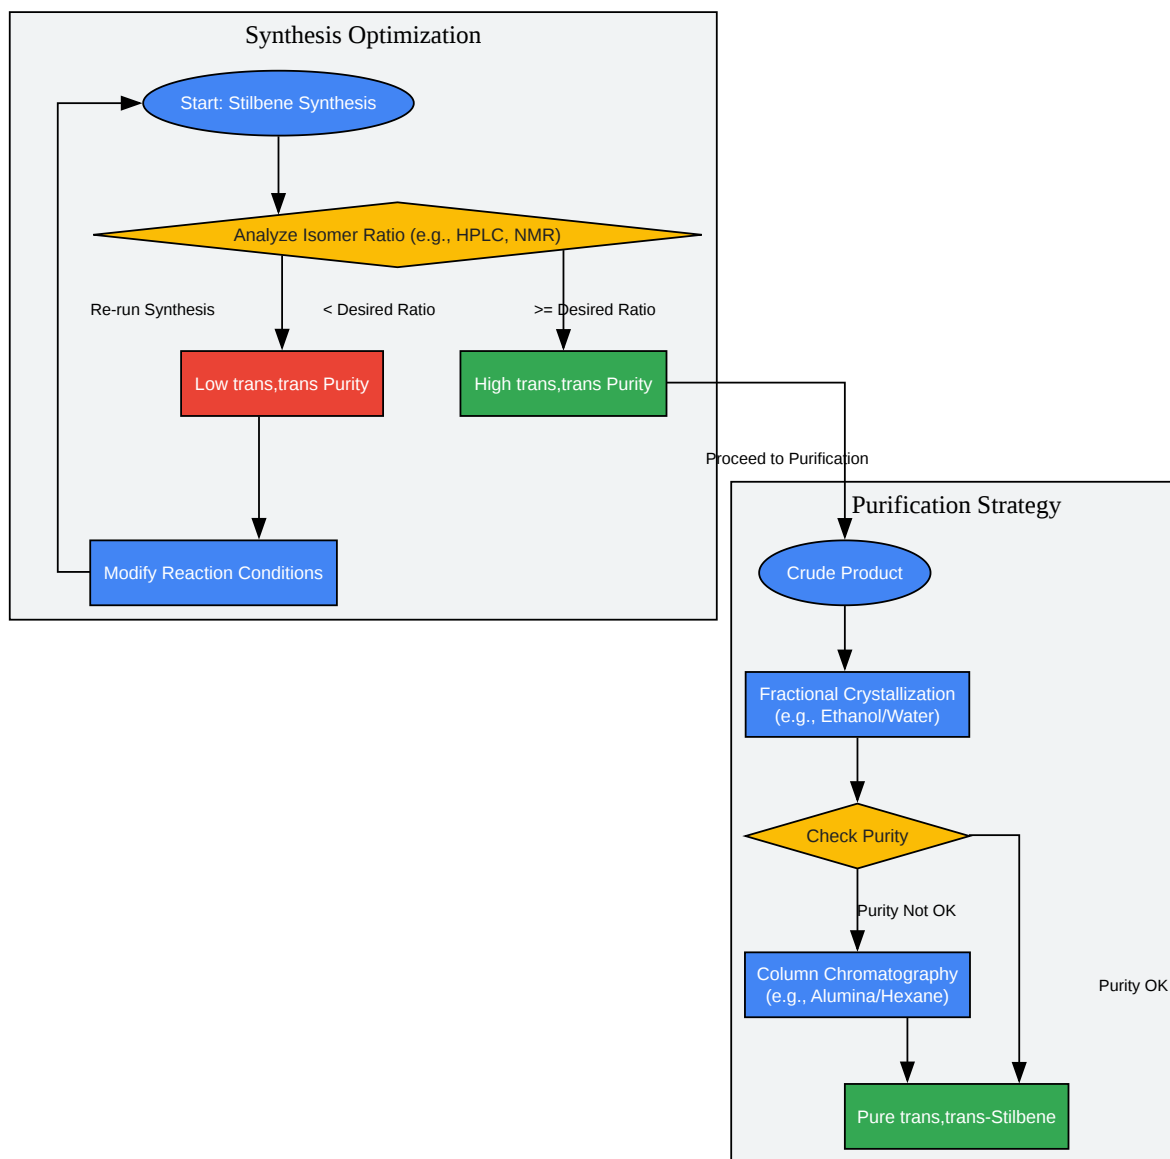 Synthesis Optimization
Start: Stilbene Synthesis
Analyze Isomer Ratio (e.g., HPLC, NMR)
Re-run Synthesis
< Desired Ratio
>= Desired Ratio
Low trans,trans Purity
High trans,trans Purity
Proceed to Purification
Modify Reaction Conditions
Purification Strategy
Crude Product
Fractional Crystallization
(e.g., Ethanol/Water)
Check Purity
Purity Not OK
Column Chromatography
(e.g., Alumina/Hexane)
Purity OK
Pure trans,trans-Stilbene